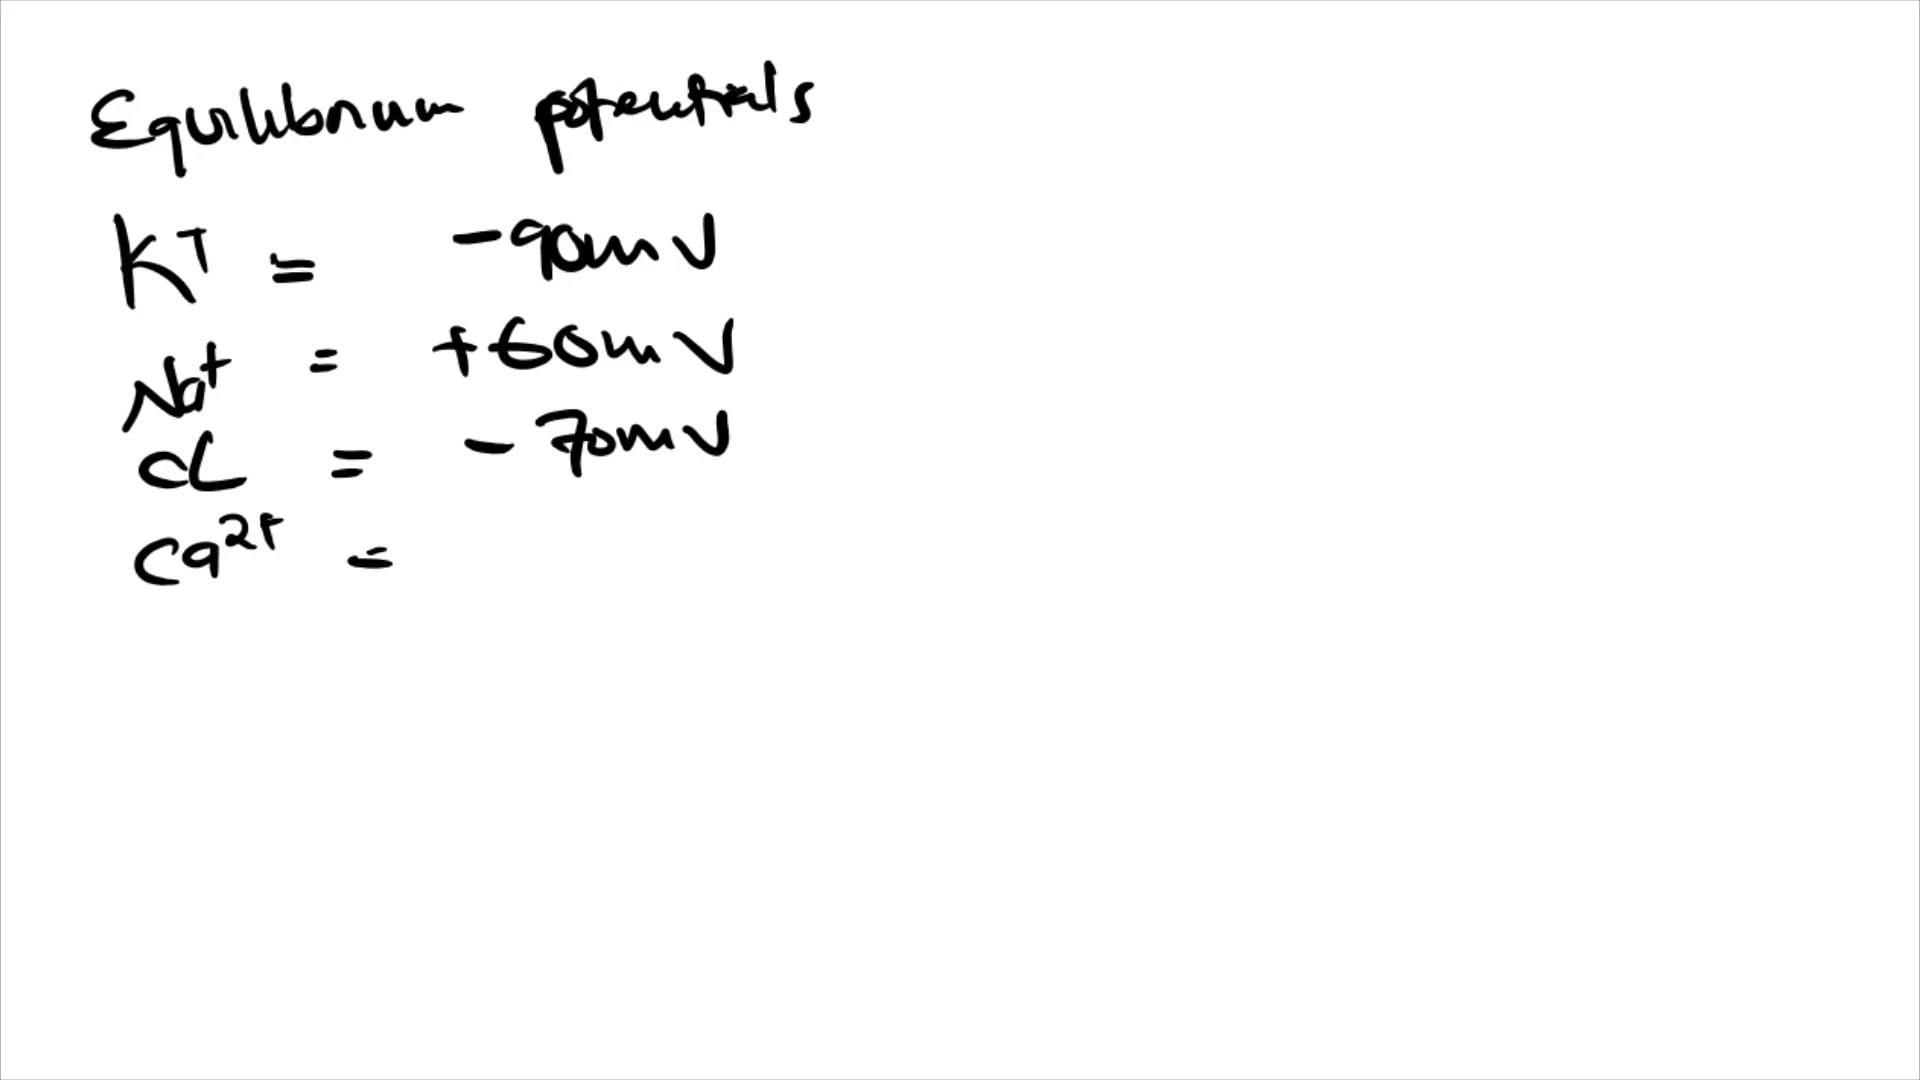 Equilibrium potentials
K⁺ = -90mV
Na⁺ = +60mV
CL = -70mV
Ca²⁺ =